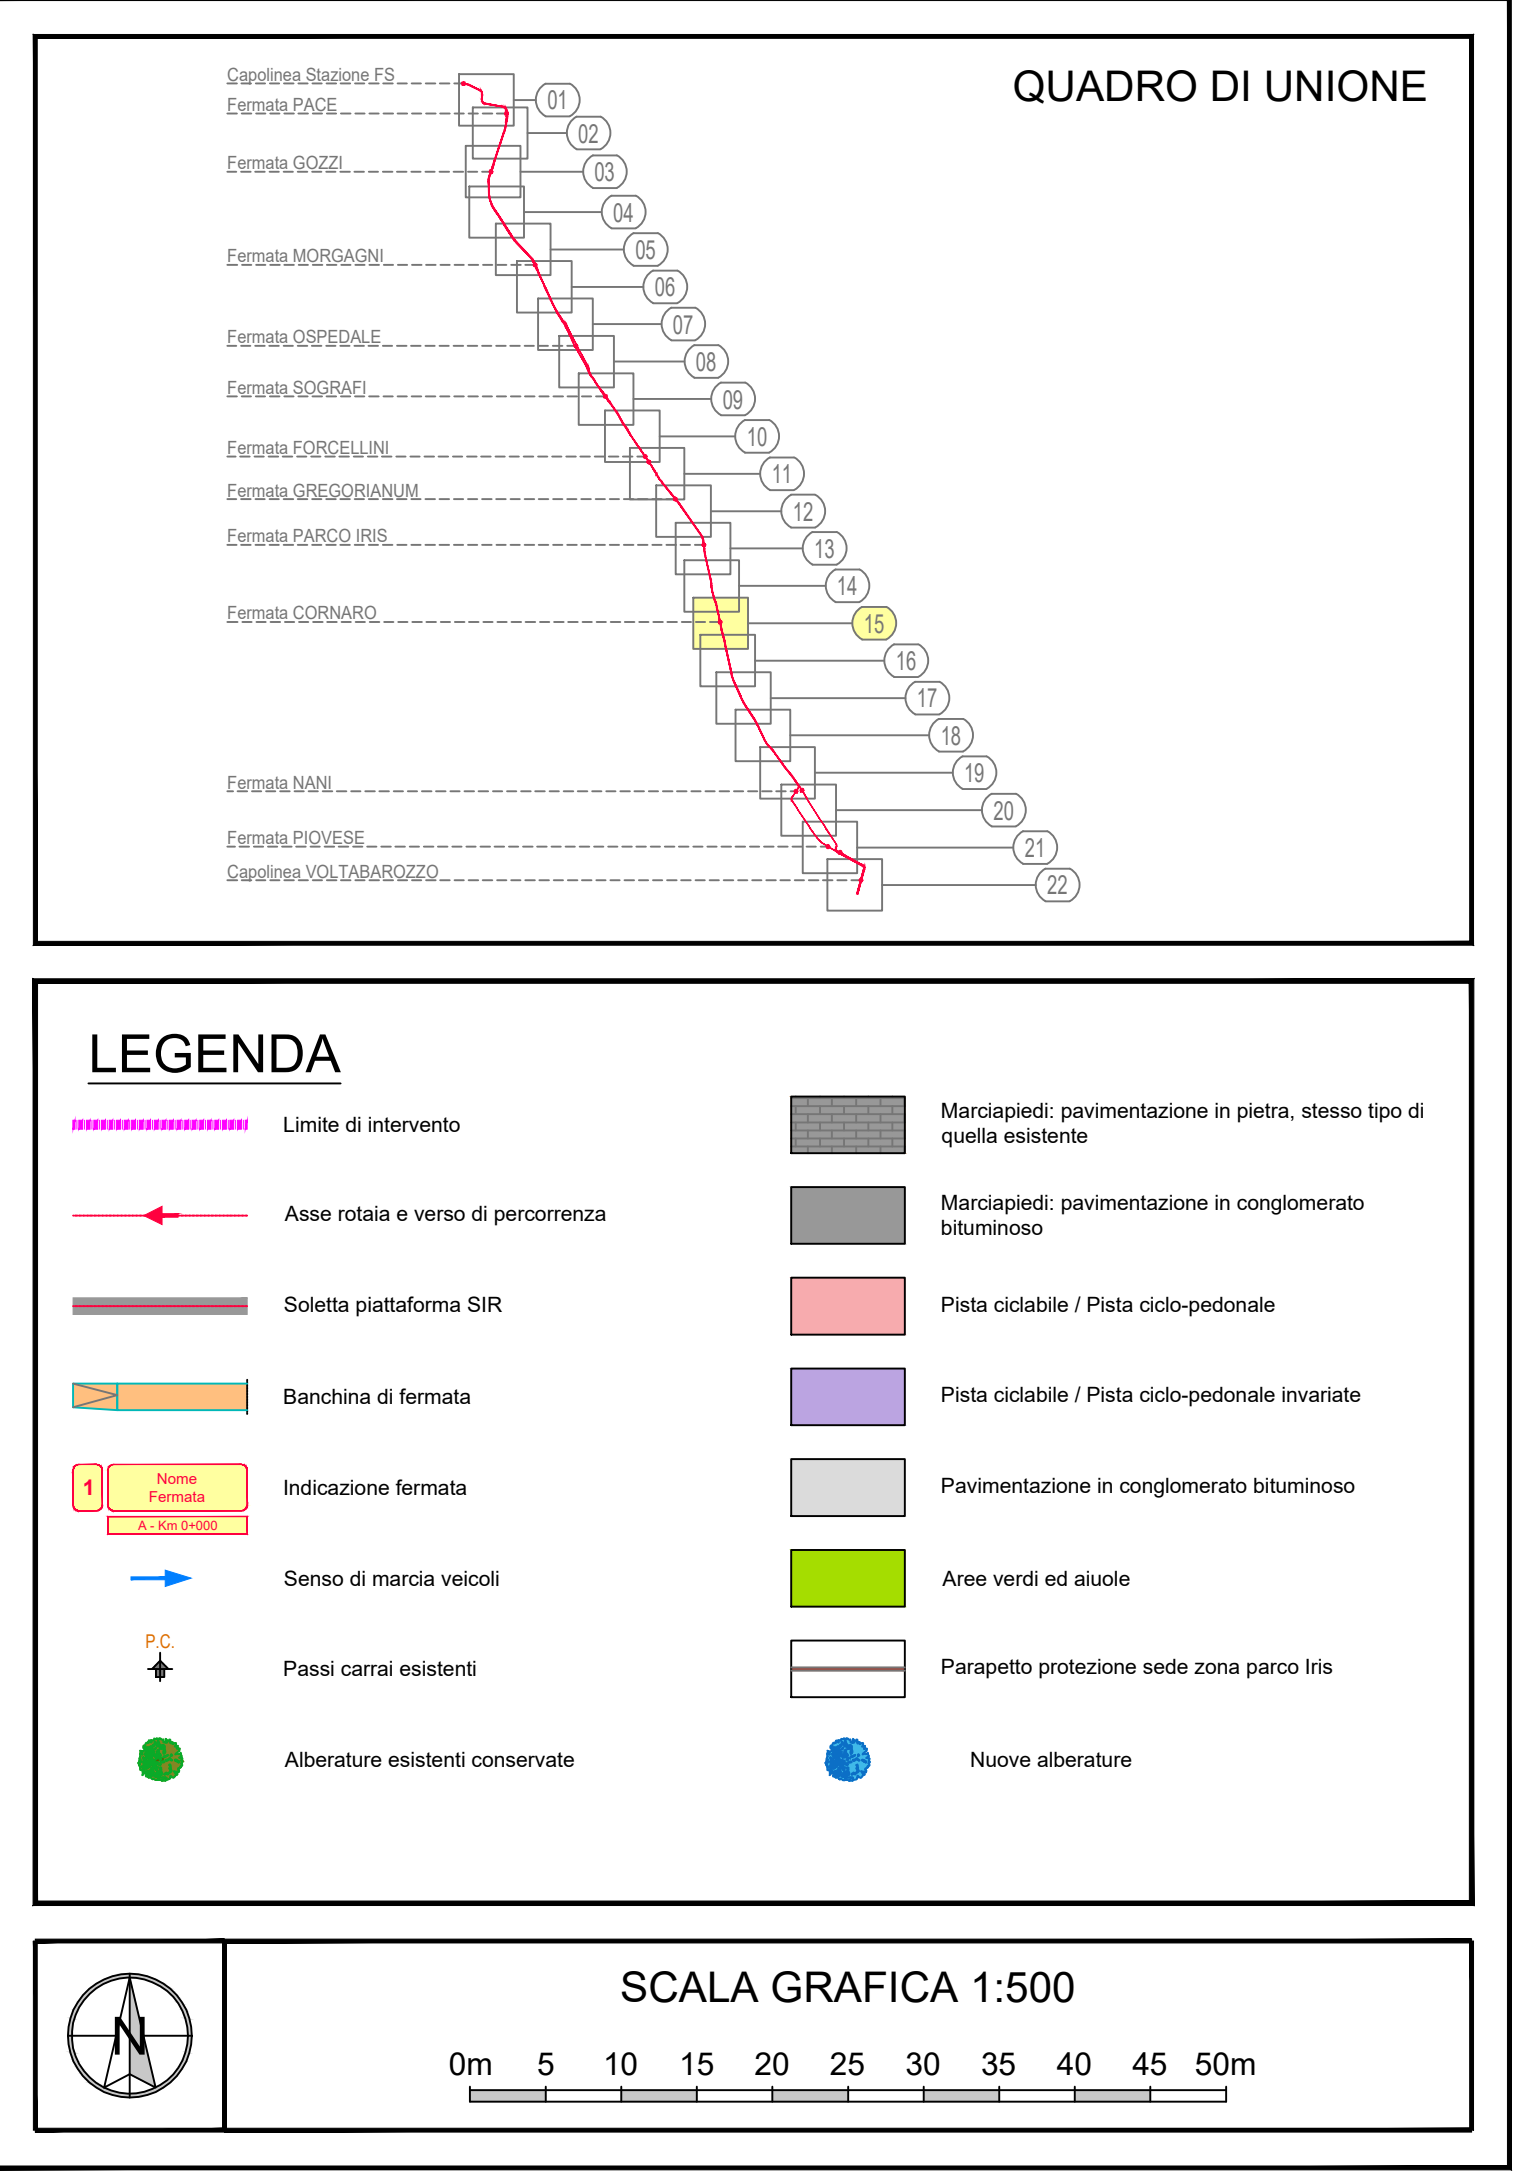 QUADRO DI UNIONE
Capolinea Stazione FS
Fermata PACE
Fermata GOZZI
Fermata MORGAGNI
Fermata OSPEDALE
Fermata SOGRAFI
Fermata FORCELLINI
Fermata GREGORIANUM
Fermata PARCO IRIS
Fermata CORNARO
Fermata NANI
Fermata PIOVESE
Capolinea VOLTABAROZZO
01
02
03
04
05
06
07
08
09
10
11
12
13
14
15
16
17
18
19
20
21
22
LEGENDA
Limite di intervento
Asse rotaia e verso di percorrenza
Soletta piattaforma SIR
Banchina di fermata
1
Nome
Fermata
A - Km 0+000
Indicazione fermata
Senso di marcia veicoli
P.C.
Passi carrai esistenti
Alberature esistenti conservate
Marciapiedi: pavimentazione in pietra, stesso tipo di
quella esistente
Marciapiedi: pavimentazione in conglomerato
bituminoso
Pista ciclabile / Pista ciclo-pedonale
Pista ciclabile / Pista ciclo-pedonale invariate
Pavimentazione in conglomerato bituminoso
Aree verdi ed aiuole
Parapetto protezione sede zona parco Iris
Nuove alberature
N
SCALA GRAFICA 1:500
0m 5 10 15 20 25 30 35 40 45 50m